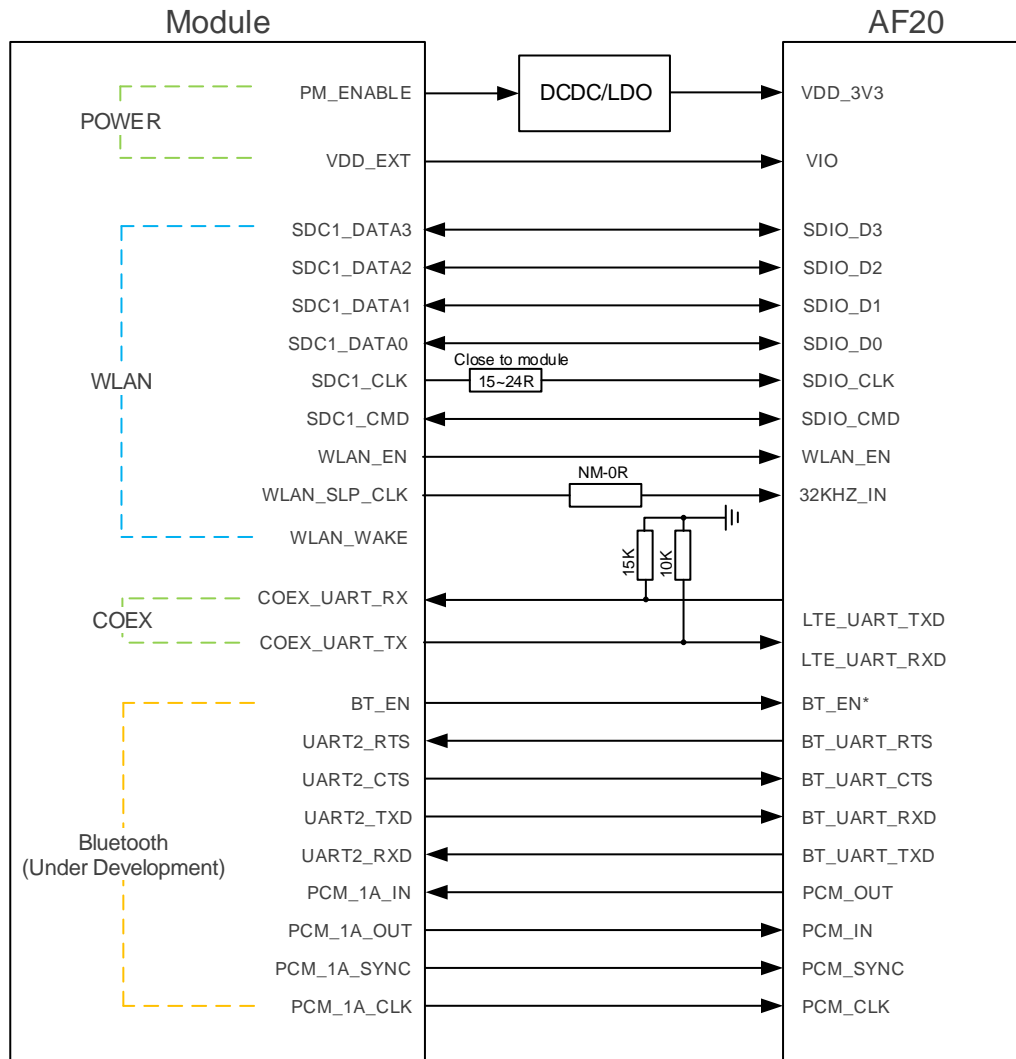 Module
AF20
PM_ENABLE
DCDC/LDO
VDD_3V3
POWER
VDD_EXT
VIO
SDC1_DATA3
SDIO_D3
SDC1_DATA2
SDIO_D2
SDC1_DATA1
SDIO_D1
SDC1_DATA0
SDIO_D0
Close to module
WLAN
SDC1_CLK
15~24R
SDIO_CLK
SDC1_CMD
SDIO_CMD
WLAN_EN
WLAN_EN
NM-0R
WLAN_SLP_CLK
32KHZ_IN
WLAN_WAKE
15K
10K
COEX_UART_RX
LTE_UART_TXD
COEX
COEX_UART_TX
LTE_UART_RXD
BT_EN
BT_EN*
UART2_RTS
BT_UART_RTS
UART2_CTS
BT_UART_CTS
UART2_TXD
BT_UART_RXD
Bluetooth
(Under Development)
UART2_RXD
BT_UART_TXD
PCM_1A_IN
PCM_OUT
PCM_1A_OUT
PCM_IN
PCM_1A_SYNC
PCM_SYNC
PCM_1A_CLK
PCM_CLK